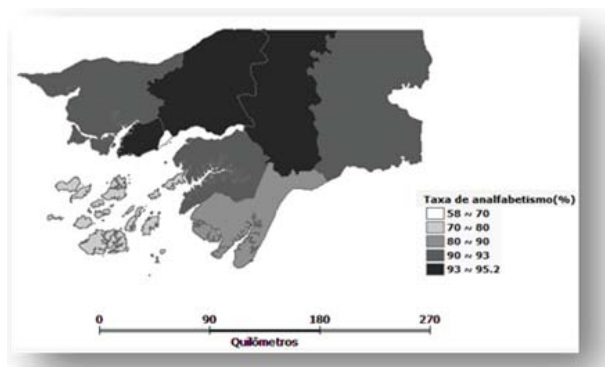 Taxa de analfabetismo(%)
58 ~ 70
70 ~ 80
80 ~ 90
90 ~ 93
93 ~ 95.2
0 90 180 270
Quilômetros